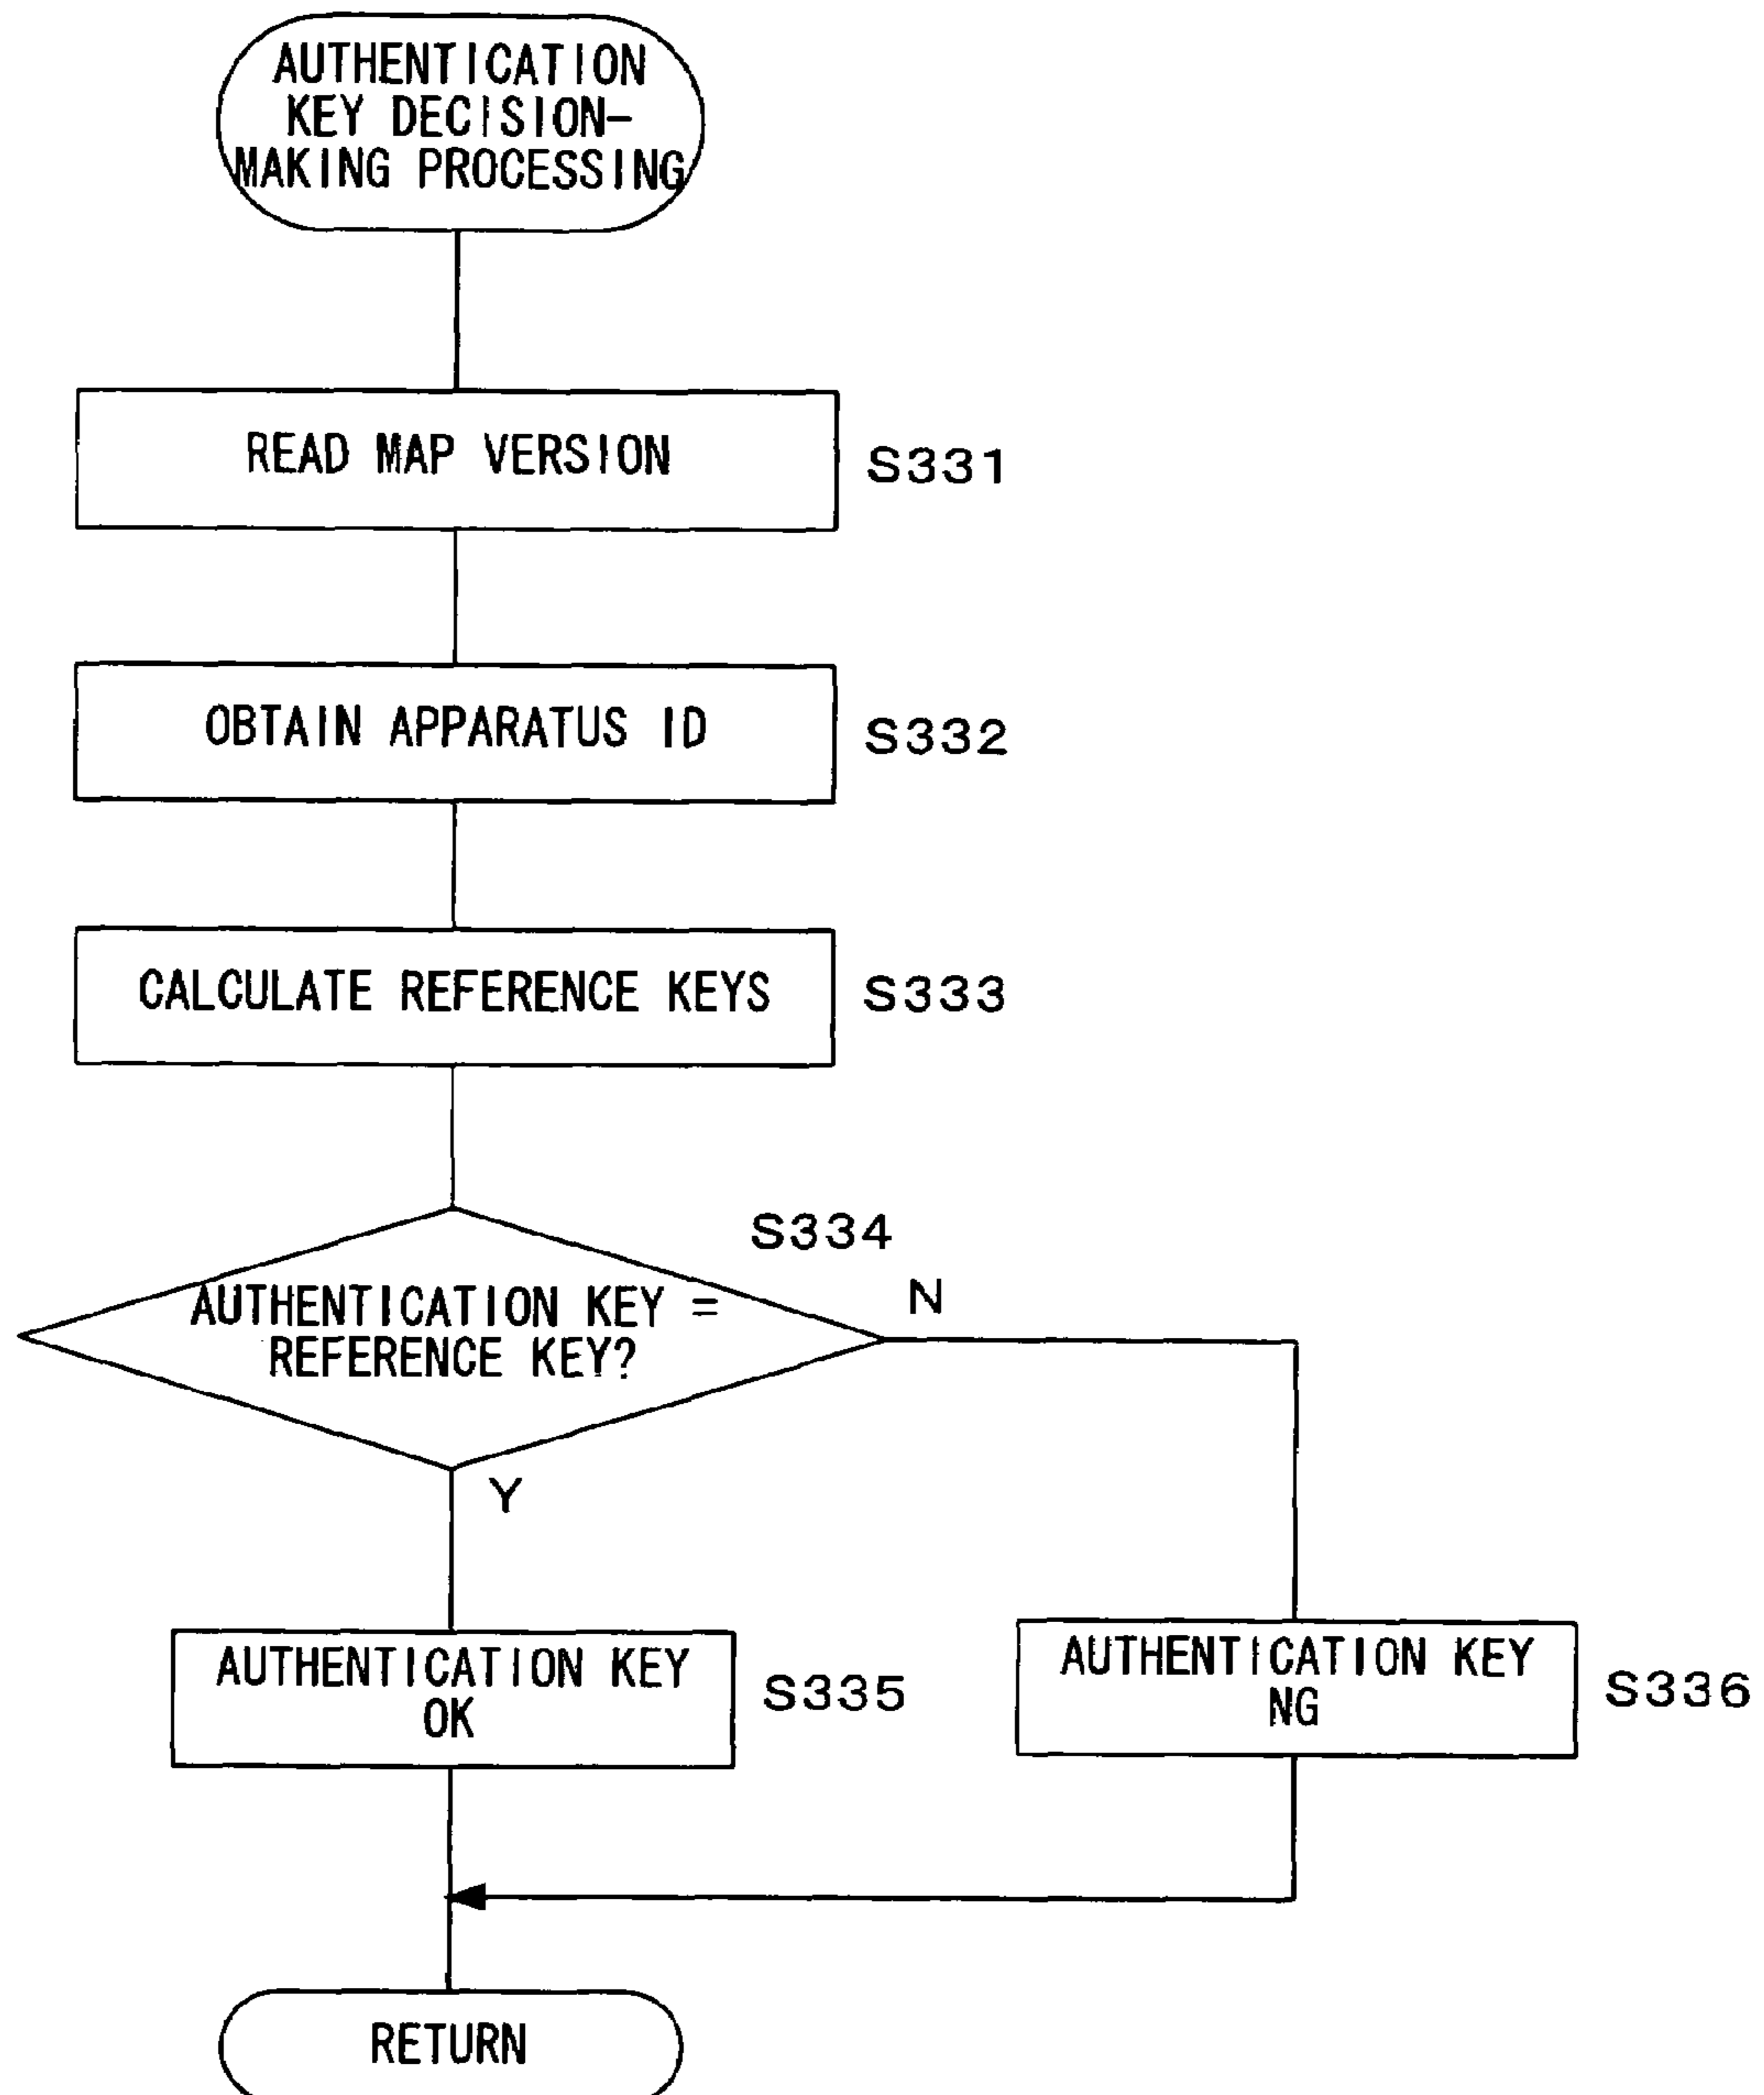 AUTHENTICATION
KEY DECISION-
MAKING PROCESSING
READ MAP VERSION
S331
OBTAIN APPARATUS ID
S332
CALCULATE REFERENCE KEYS
S333
S334
AUTHENTICATION KEY =
REFERENCE KEY?
N
Y
AUTHENTICATION KEY
OK
S335
AUTHENTICATION KEY
NG
S336
RETURN